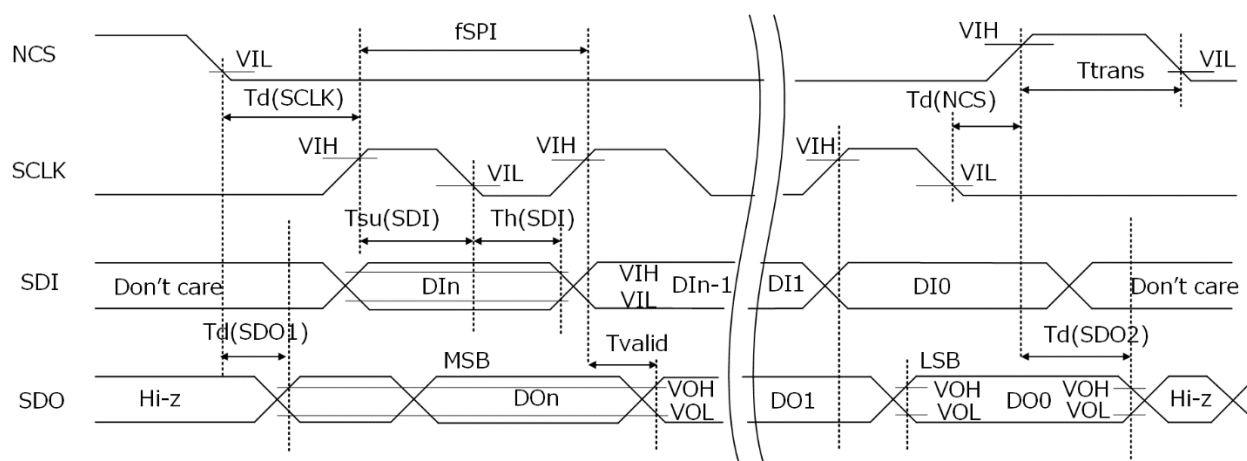 fSPI
VIH
NCS
VIL
VIL
Ttrans
Td(SCLK)
Td(NCS)
VIH
VIH
VIH
SCLK
VIL
VIL
Tsu(SDI)
Th(SDI)
SDI
Don't care
DIn
VIH
VIL
DIn-1
DI1
DI0
Don't care
Td(SDO1)
Tvalid
Td(SDO2)
MSB
LSB
SDO
Hi-z
DOn
VOH
VOL
DO1
VOH
VOL
DO0
VOH
VOL
Hi-z